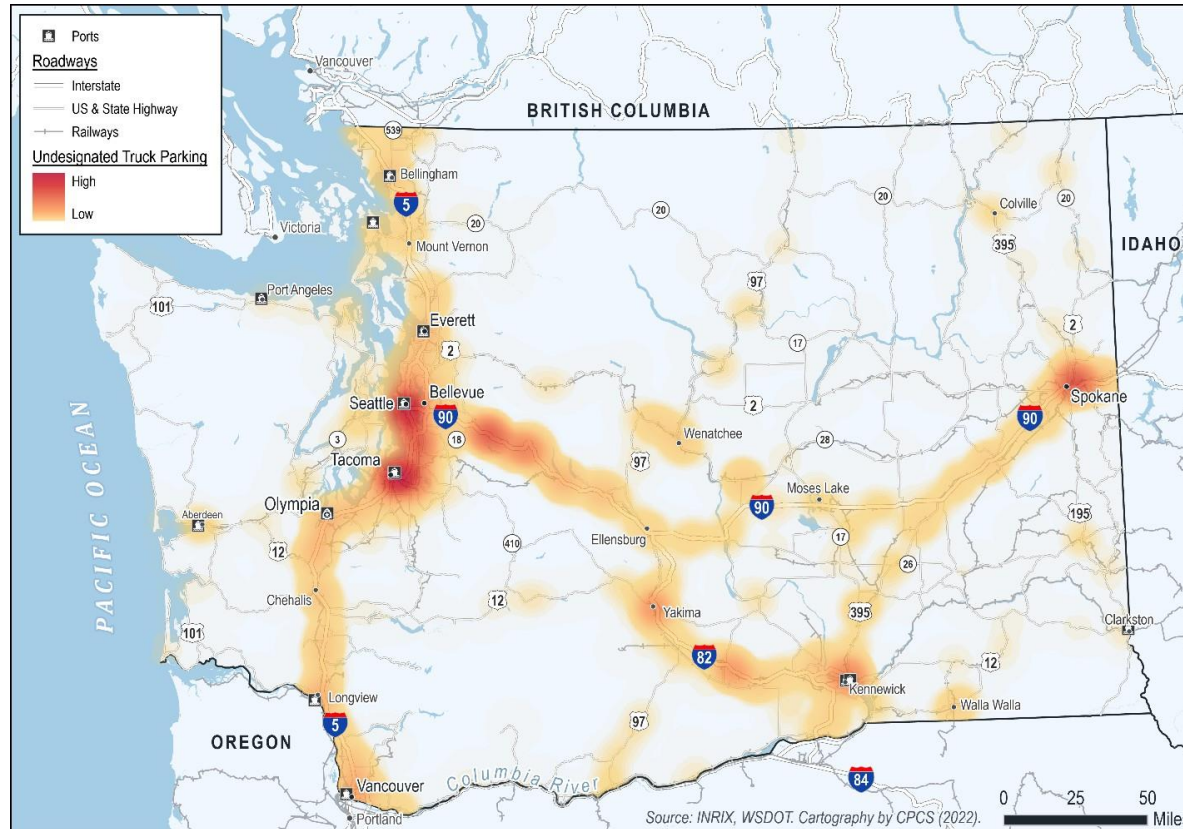 Ports
Roadways
Interstate
US & State Highway
Railways
Undesignated Truck Parking
High
Low
Vancouver
BRITISH COLUMBIA
539
Bellingham
5
20
20
20
20
Colville
Victoria
Mount Vernon
395
IDAHO
97
101
Port Angeles
Everett
2
17
2
Bellevue
Seattle
90
Spokane
2
90
18
3
Wenatchee
28
97
Tacoma
Moses Lake
90
Olympia
Aberdeen
195
Ellensburg
17
410
12
26
PACIFIC OCEAN
Chehalis
12
Yakima
395
101
Clarkston
82
12
Kennewick
Longview
Walla Walla
97
5
OREGON
Columbia River
Vancouver
84
0 25 50
Miles
Portland
Source: INRIX, WSDOT. Cartography by CPCS (2022).